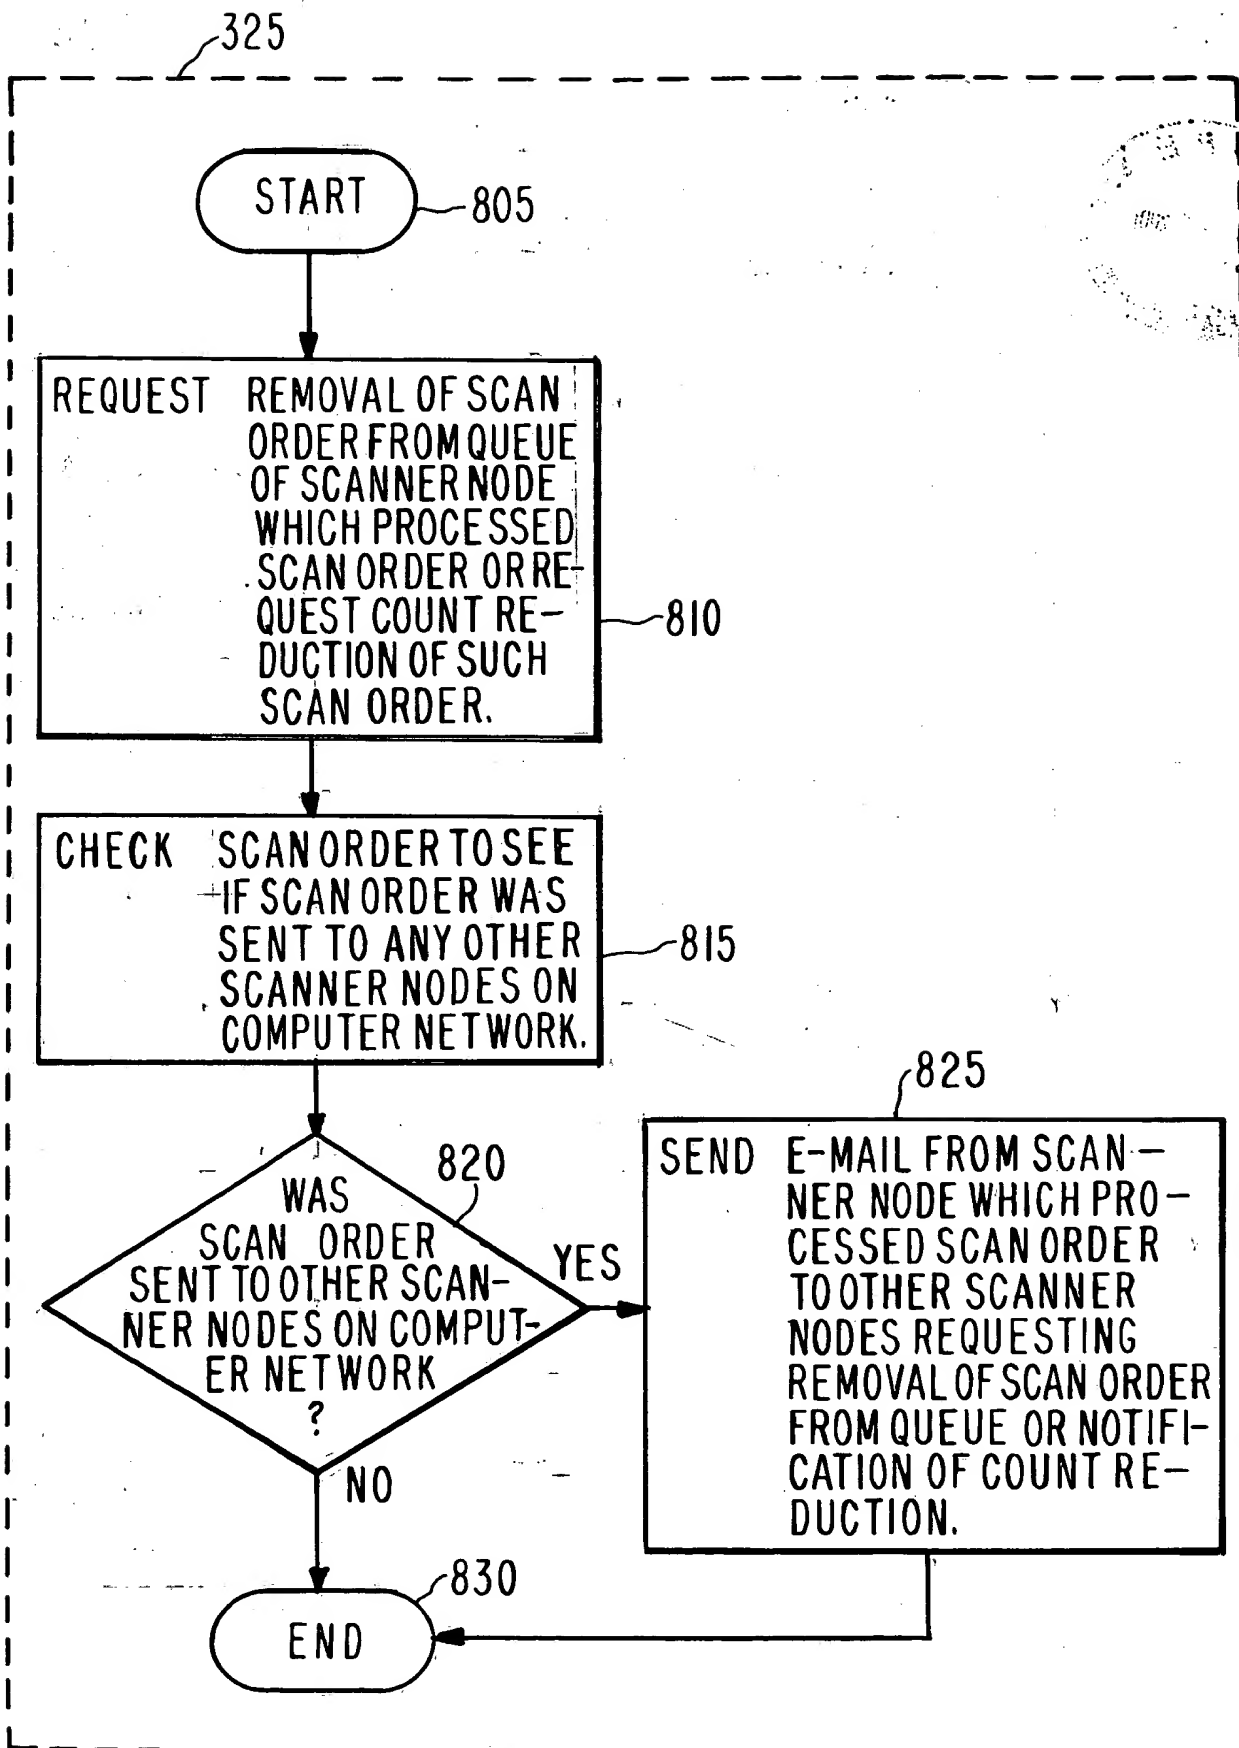 325
START
805
REQUEST REMOVAL OF SCAN
ORDER FROM QUEUE
OF SCANNER NODE
WHICH PROCESSED
SCAN ORDER OR RE-
QUEST COUNT RE-
DUCTION OF SUCH
SCAN ORDER.
810
CHECK SCAN ORDER TO SEE
IF SCAN ORDER WAS
SENT TO ANY OTHER
SCANNER NODES ON
COMPUTER NETWORK.
815
820
WAS
SCAN ORDER
SENT TO OTHER SCAN-
NER NODES ON COMPUT-
ER NETWORK
?
YES
NO
825
SEND E-MAIL FROM SCAN-
NER NODE WHICH PRO-
CESSED SCAN ORDER
TO OTHER SCANNER
NODES REQUESTING
REMOVAL OF SCAN ORDER
FROM QUEUE OR NOTIFI-
CATION OF COUNT RE-
DUCTION.
830
END